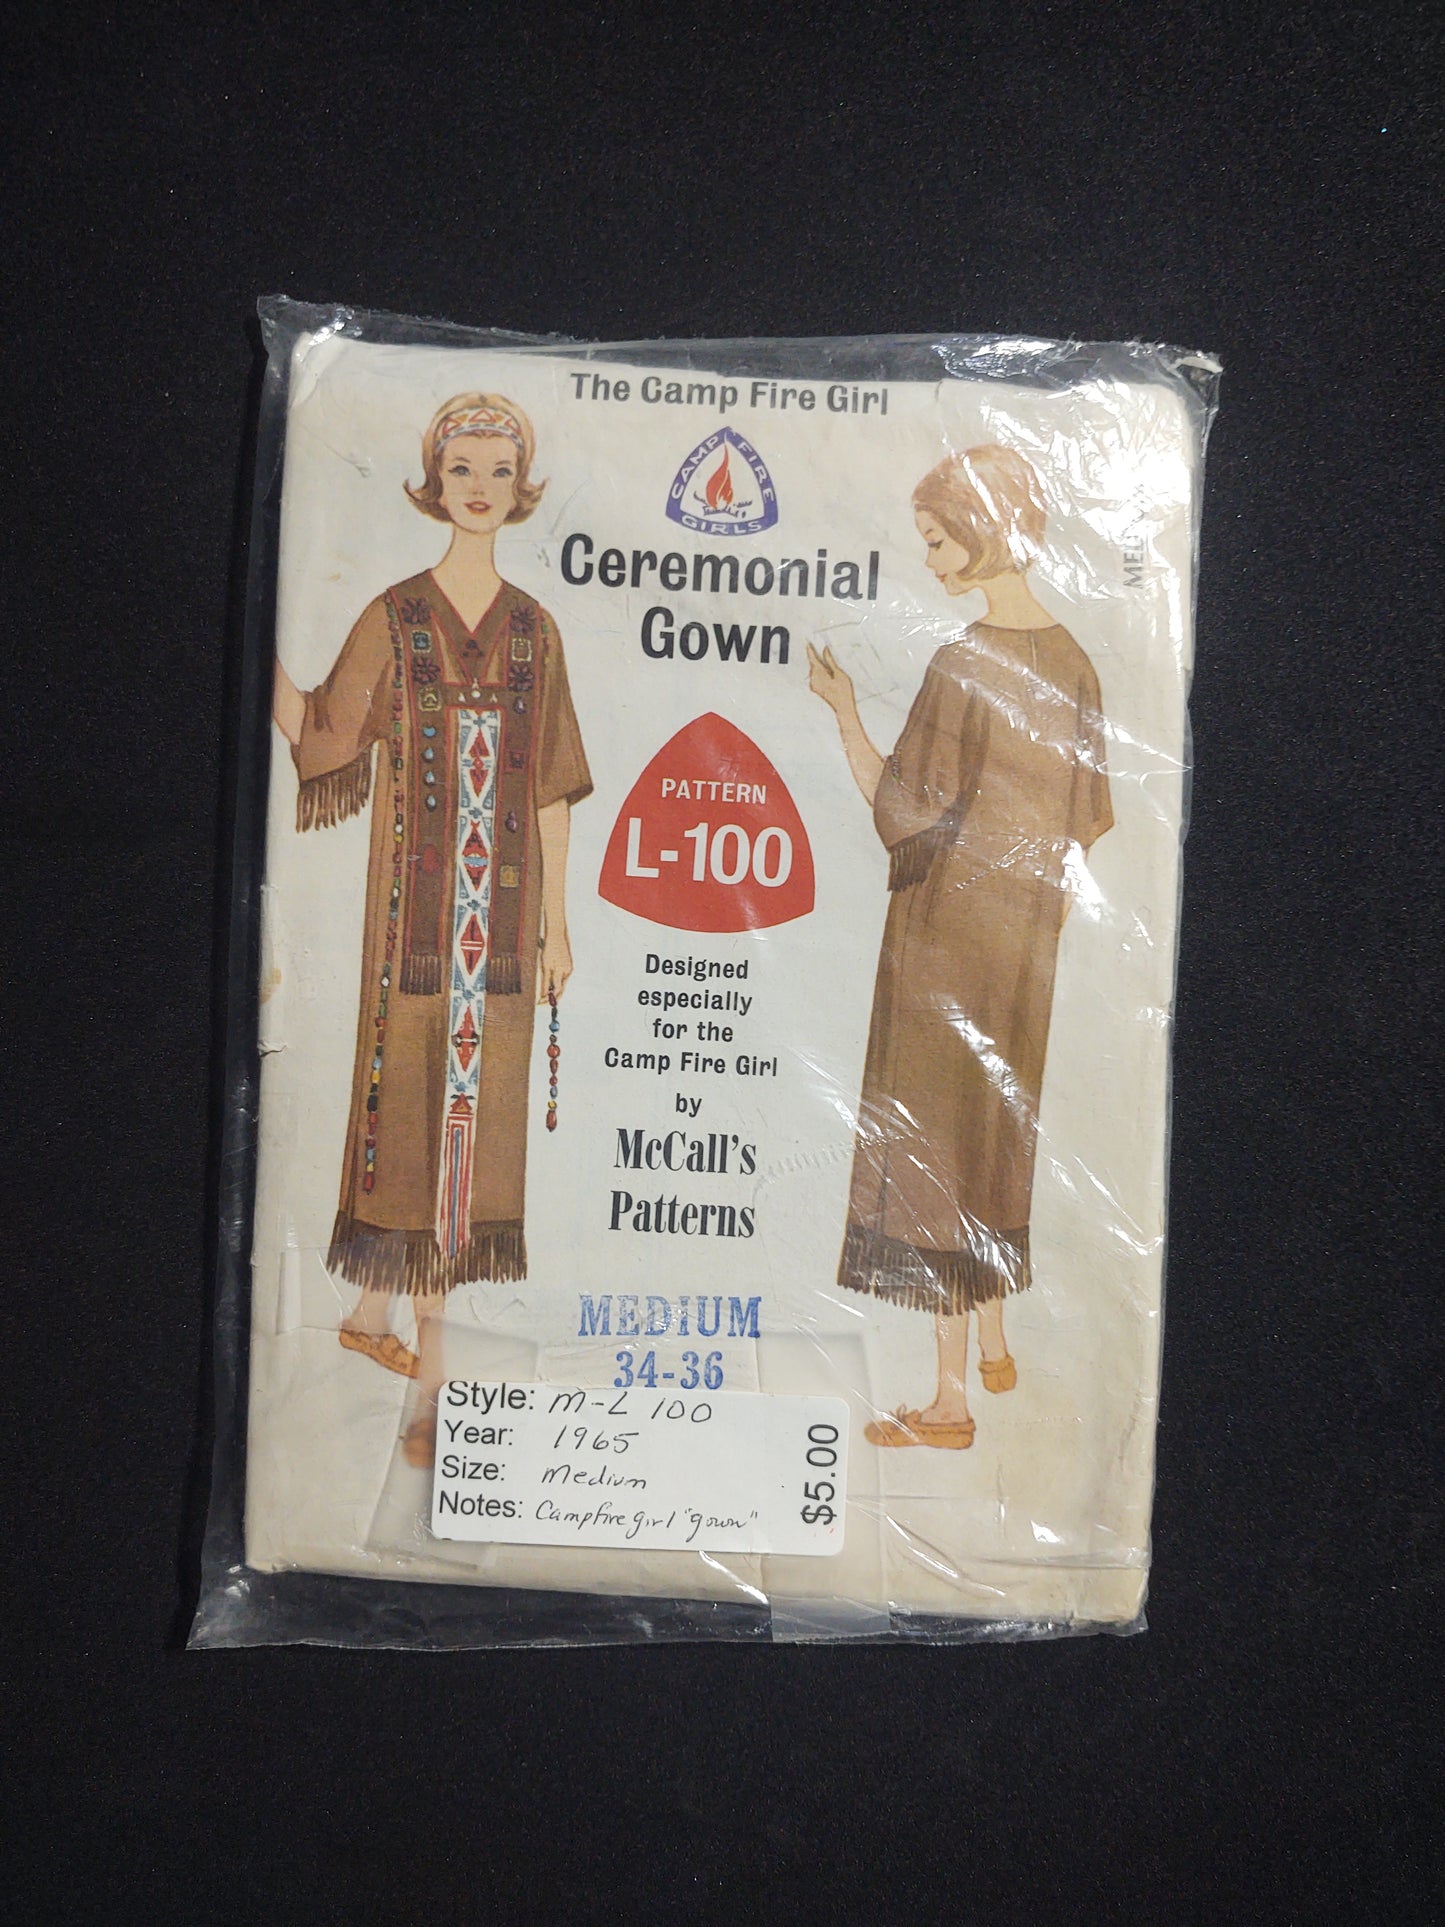 The Camp Fire Girl
CAMP FIRE
GIRLS
Ceremonial
Gown
PATTERN
L-100
Designed
especially
for the
Camp Fire Girl
by
McCall's
Patterns
MEDIUM
34-36
Style: M-L 100
Year: 1965
Size: Medium
Notes: Campfire girl "gown"
$5.00